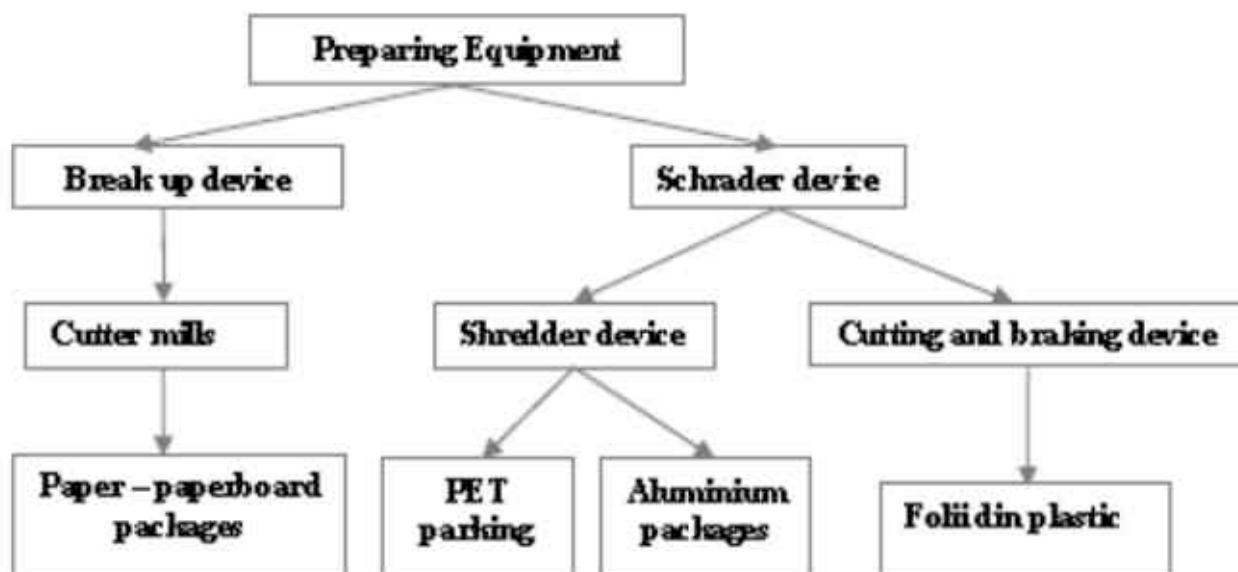 Preparing Equipment
Break up device
Schrader device
Cutter mills
Shredder device
Cutting and braking device
Paper – paperboard
packages
PET
parking
Aluminium
packages
Folii din plastic